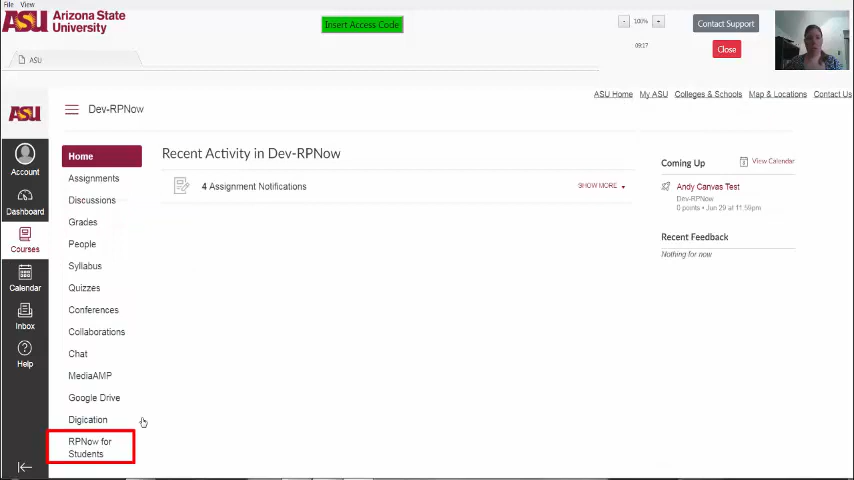 File View
ASU Arizona State University
Insert Access Code
- 100% +
09:17
Contact Support
Close
ASU
ASU Home My ASU Colleges & Schools Map & Locations Contact Us
ASU
Dev-RPNow
Account
Dashboard
Courses
Calendar
Inbox
Help
Home
Assignments
Discussions
Grades
People
Syllabus
Quizzes
Conferences
Collaborations
Chat
MediaAMP
Google Drive
Digication
RPNow for
Students
Recent Activity in Dev-RPNow
4 Assignment Notifications
SHOW MORE
Coming Up
View Calendar
Andy Canvas Test
Dev-RPNow
0 points • Jun 29 at 11:59pm
Recent Feedback
Nothing for now